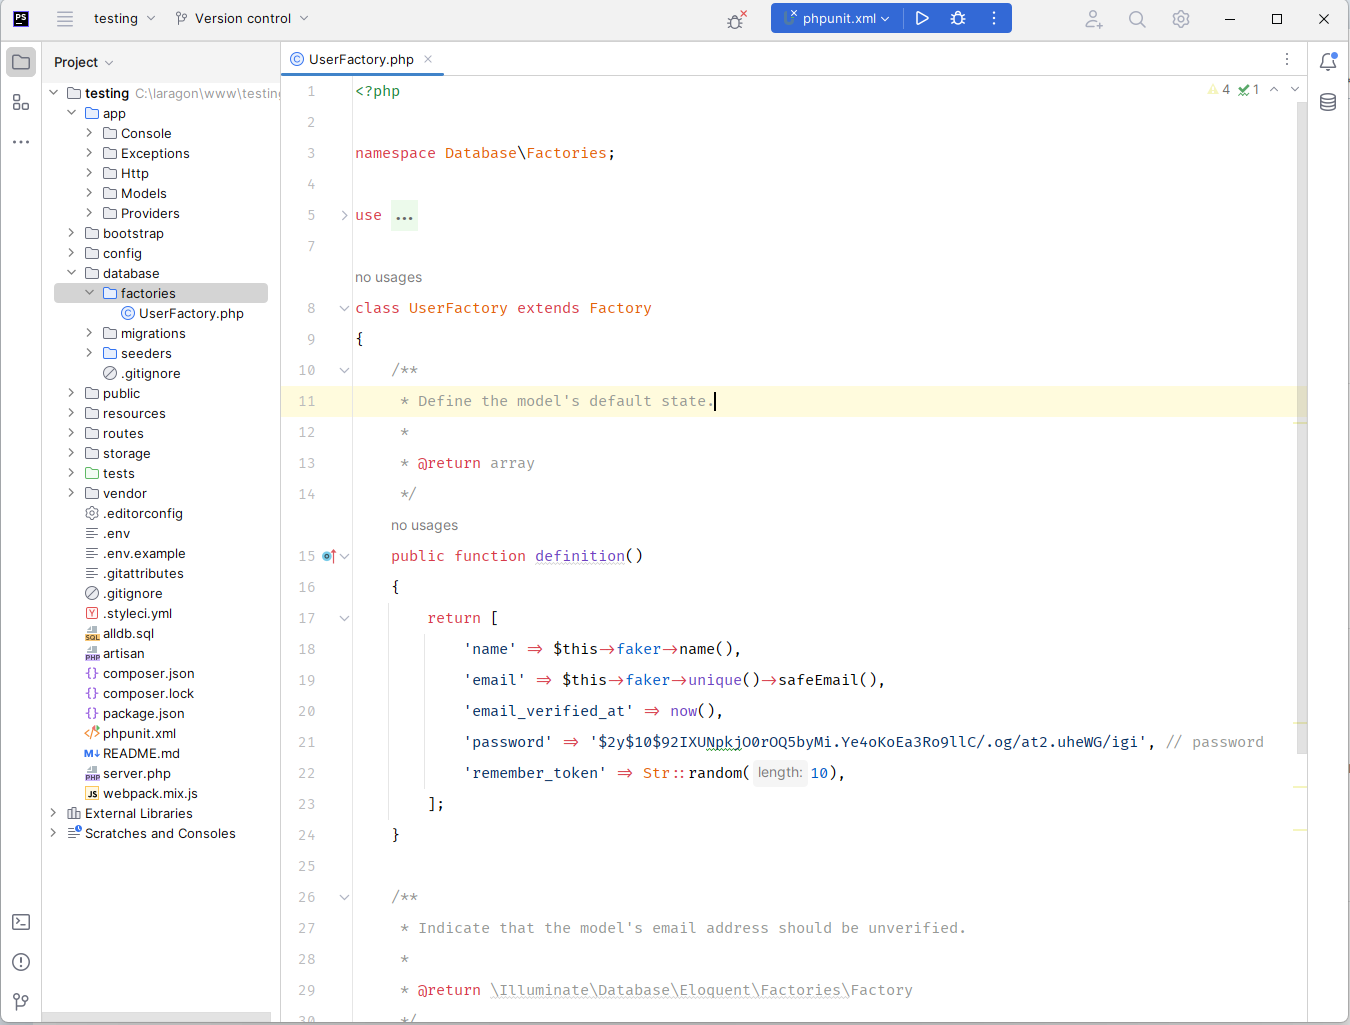 PS testing Version control phpunit.xml
Project
UserFactory.php
testing C:\laragon\www\testing
app
Console
Exceptions
Http
Models
Providers
bootstrap
config
database
factories
UserFactory.php
migrations
seeders
.gitignore
public
resources
routes
storage
tests
vendor
.editorconfig
.env
.env.example
.gitattributes
.gitignore
.styleci.yml
alldb.sql
artisan
composer.json
composer.lock
package.json
phpunit.xml
README.md
server.php
webpack.mix.js
External Libraries
Scratches and Consoles
4 1
1 <?php
2
3 namespace Database\Factories;
4
5 use ...
7
no usages
8 class UserFactory extends Factory
9 {
10 /**
11 * Define the model's default state.
12 *
13 * @return array
14 */
no usages
15 public function definition()
16 {
17 return [
18 'name' => $this->faker->name(),
19 'email' => $this->faker->unique()->safeEmail(),
20 'email_verified_at' => now(),
21 'password' => '$2y$10$92IXUNpkjO0rOQ5byMi.Ye4oKoEa3Ro9llC/.og/at2.uheWG/igi', // password
22 'remember_token' => Str::random( length: 10),
23 ];
24 }
25
26 /**
27 * Indicate that the model's email address should be unverified.
28 *
29 * @return \Illuminate\Database\Eloquent\Factories\Factory
30 */